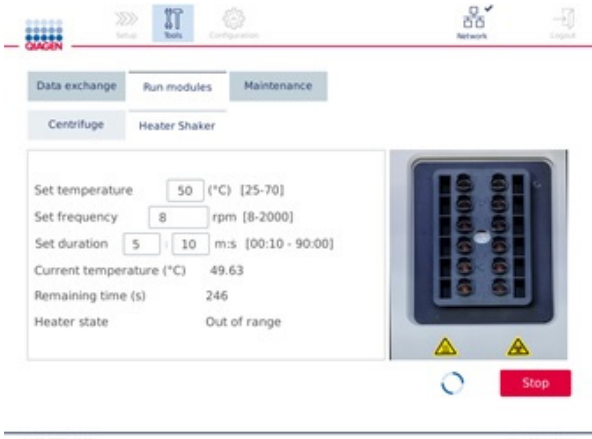 QIAGEN
Setup
Tools
Configuration
Network
Logout
Data exchange
Run modules
Maintenance
Centrifuge
Heater Shaker
Set temperature 50 (°C) [25-70]
Set frequency 8 rpm [8-2000]
Set duration 5 : 10 m:s [00:10 - 90:00]
Current temperature (°C) 49.63
Remaining time (s) 246
Heater state Out of range
Stop